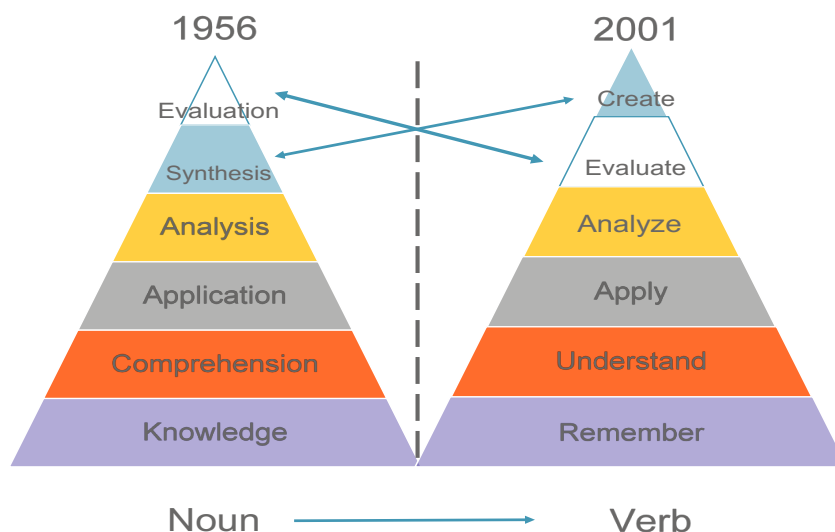 1956
Evaluation
Synthesis
Analysis
Application
Comprehension
Knowledge
Noun
2001
Create
Evaluate
Analyze
Apply
Understand
Remember
Verb